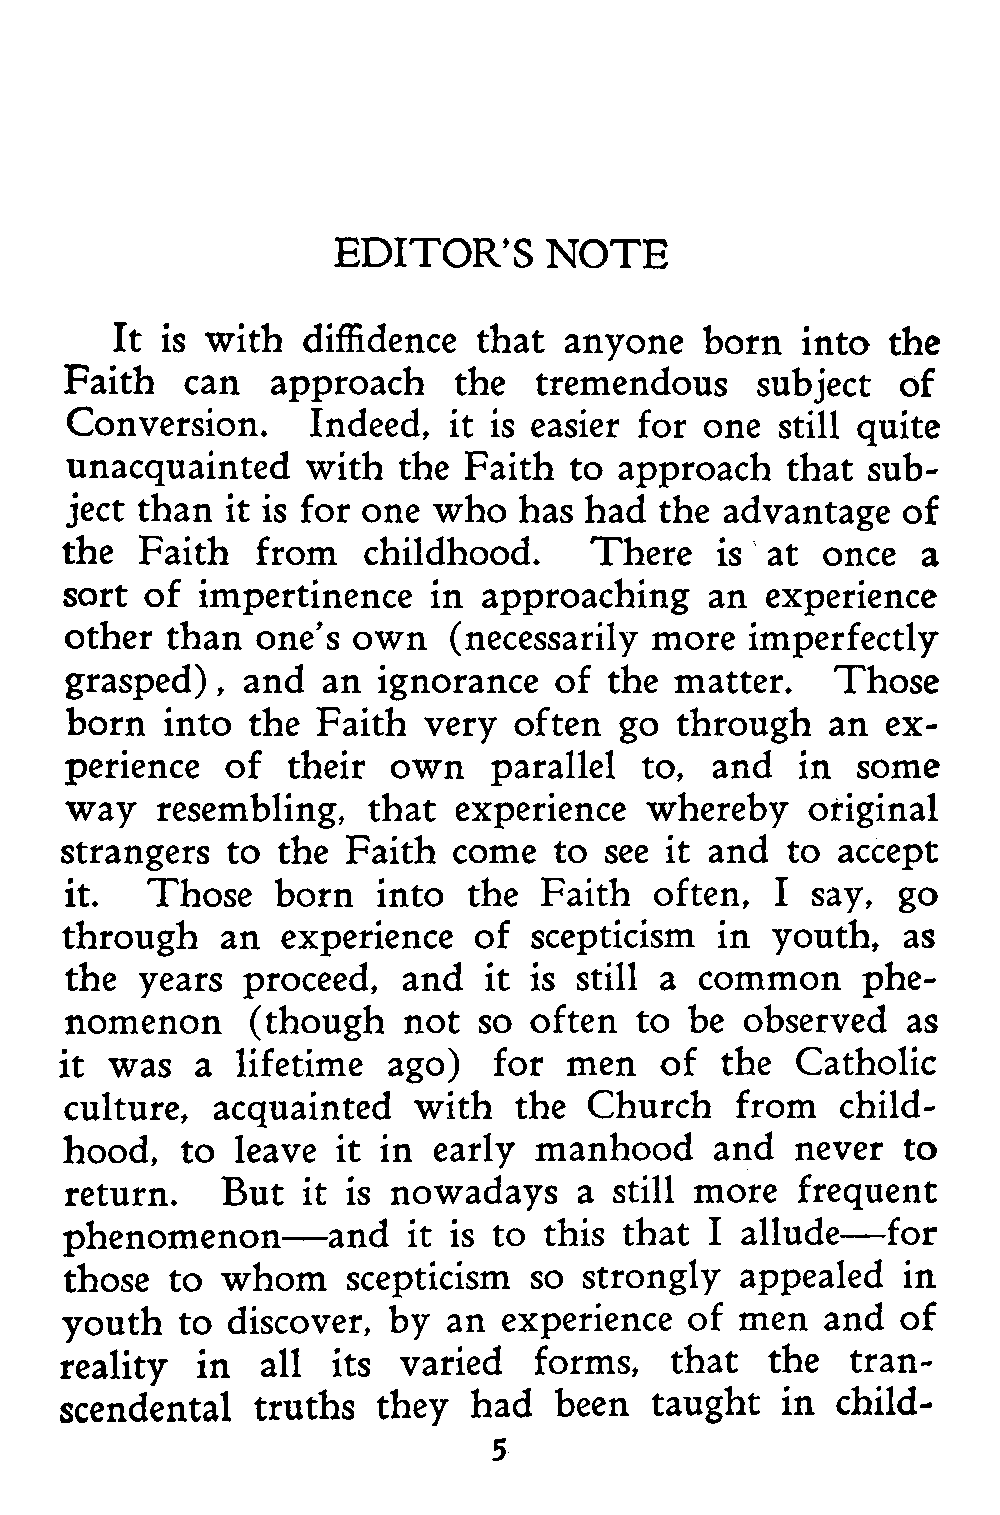 EDITOR'S NOTE
It is with diffidence that anyone born into the
Faith can approach the tremendous subject of
Conversion. Indeed, it is easier for one still quite
unacquainted with the Faith to approach that sub-
ject than it is for one who has had the advantage of
the Faith from childhood. There is at once a
sort of impertinence in approaching an experience
other than one's own (necessarily more imperfectly
grasped), and an ignorance of the matter. Those
born into the Faith very often go through an ex-
perience of their own parallel to, and in some
way resembling, that experience whereby original
strangers to the Faith come to see it and to accept
it. Those born into the Faith often, I say, go
through an experience of scepticism in youth, as
the years proceed, and it is still a common phe-
nomenon (though not so often to be observed as
it was a lifetime ago) for men of the Catholic
culture, acquainted with the Church from child-
hood, to leave it in early manhood and never to
return. But it is nowadays a still more frequent
phenomenon—and it is to this that I allude—for
those to whom scepticism so strongly appealed in
youth to discover, by an experience of men and of
reality in all its varied forms, that the tran-
scendental truths they had been taught in child-
5